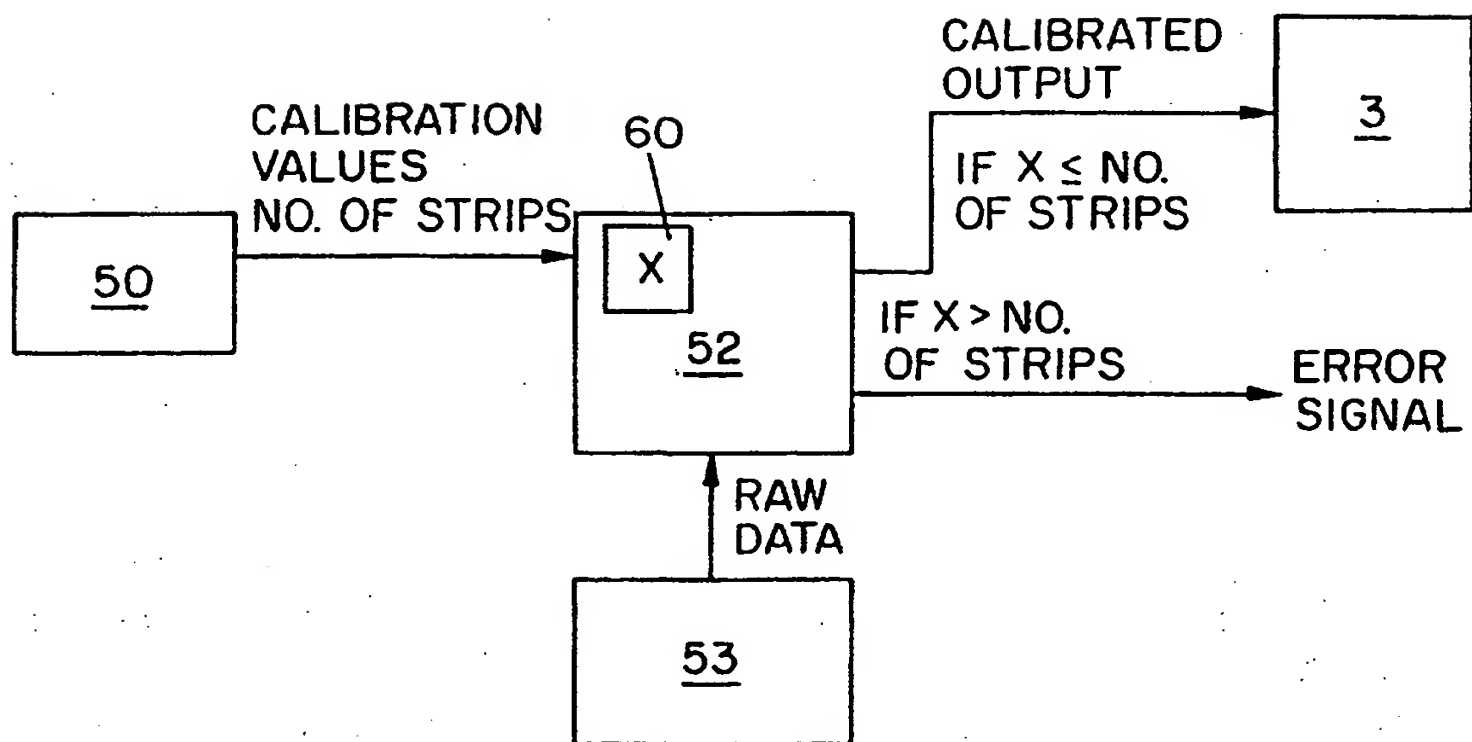 CALIBRATED
OUTPUT
3
CALIBRATION
VALUES
NO. OF STRIPS
60
IF X ≤ NO.
OF STRIPS
50
X
52
IF X > NO.
OF STRIPS
ERROR
SIGNAL
RAW
DATA
53